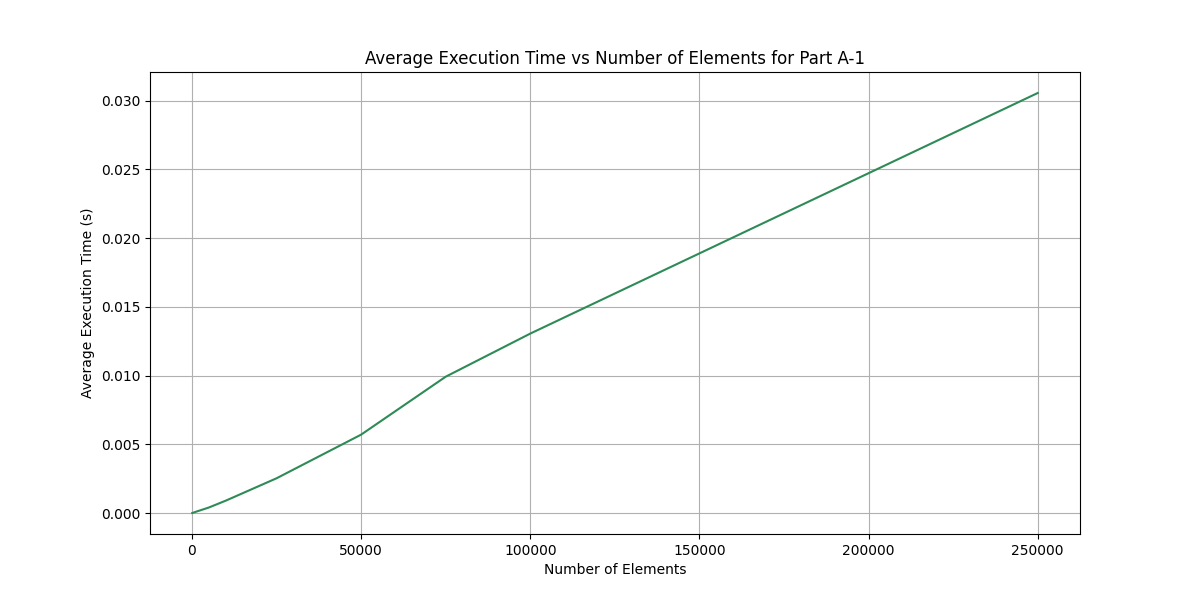 Average Execution Time vs Number of Elements for Part A-1
Average Execution Time (s)
0.030
0.025
0.020
0.015
0.010
0.005
0.000
0 50000 100000 150000 200000 250000
Number of Elements